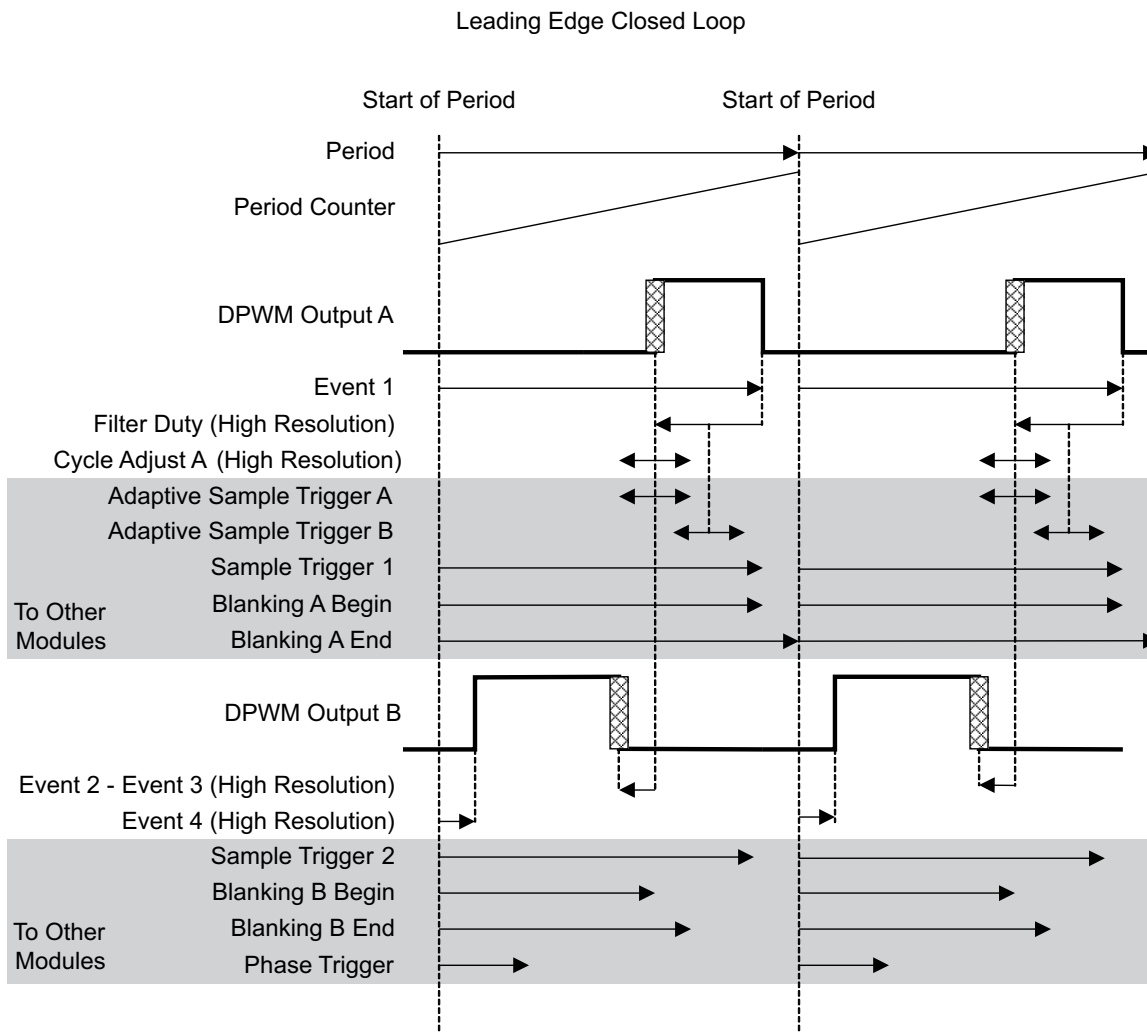 Leading Edge Closed Loop
Start of Period
Start of Period
Period
Period Counter
DPWM Output A
Event 1
Filter Duty (High Resolution)
Cycle Adjust A (High Resolution)
Adaptive Sample Trigger A
Adaptive Sample Trigger B
Sample Trigger 1
Blanking A Begin
Blanking A End
To Other
Modules
DPWM Output B
Event 2 - Event 3 (High Resolution)
Event 4 (High Resolution)
Sample Trigger 2
Blanking B Begin
Blanking B End
Phase Trigger
To Other
Modules